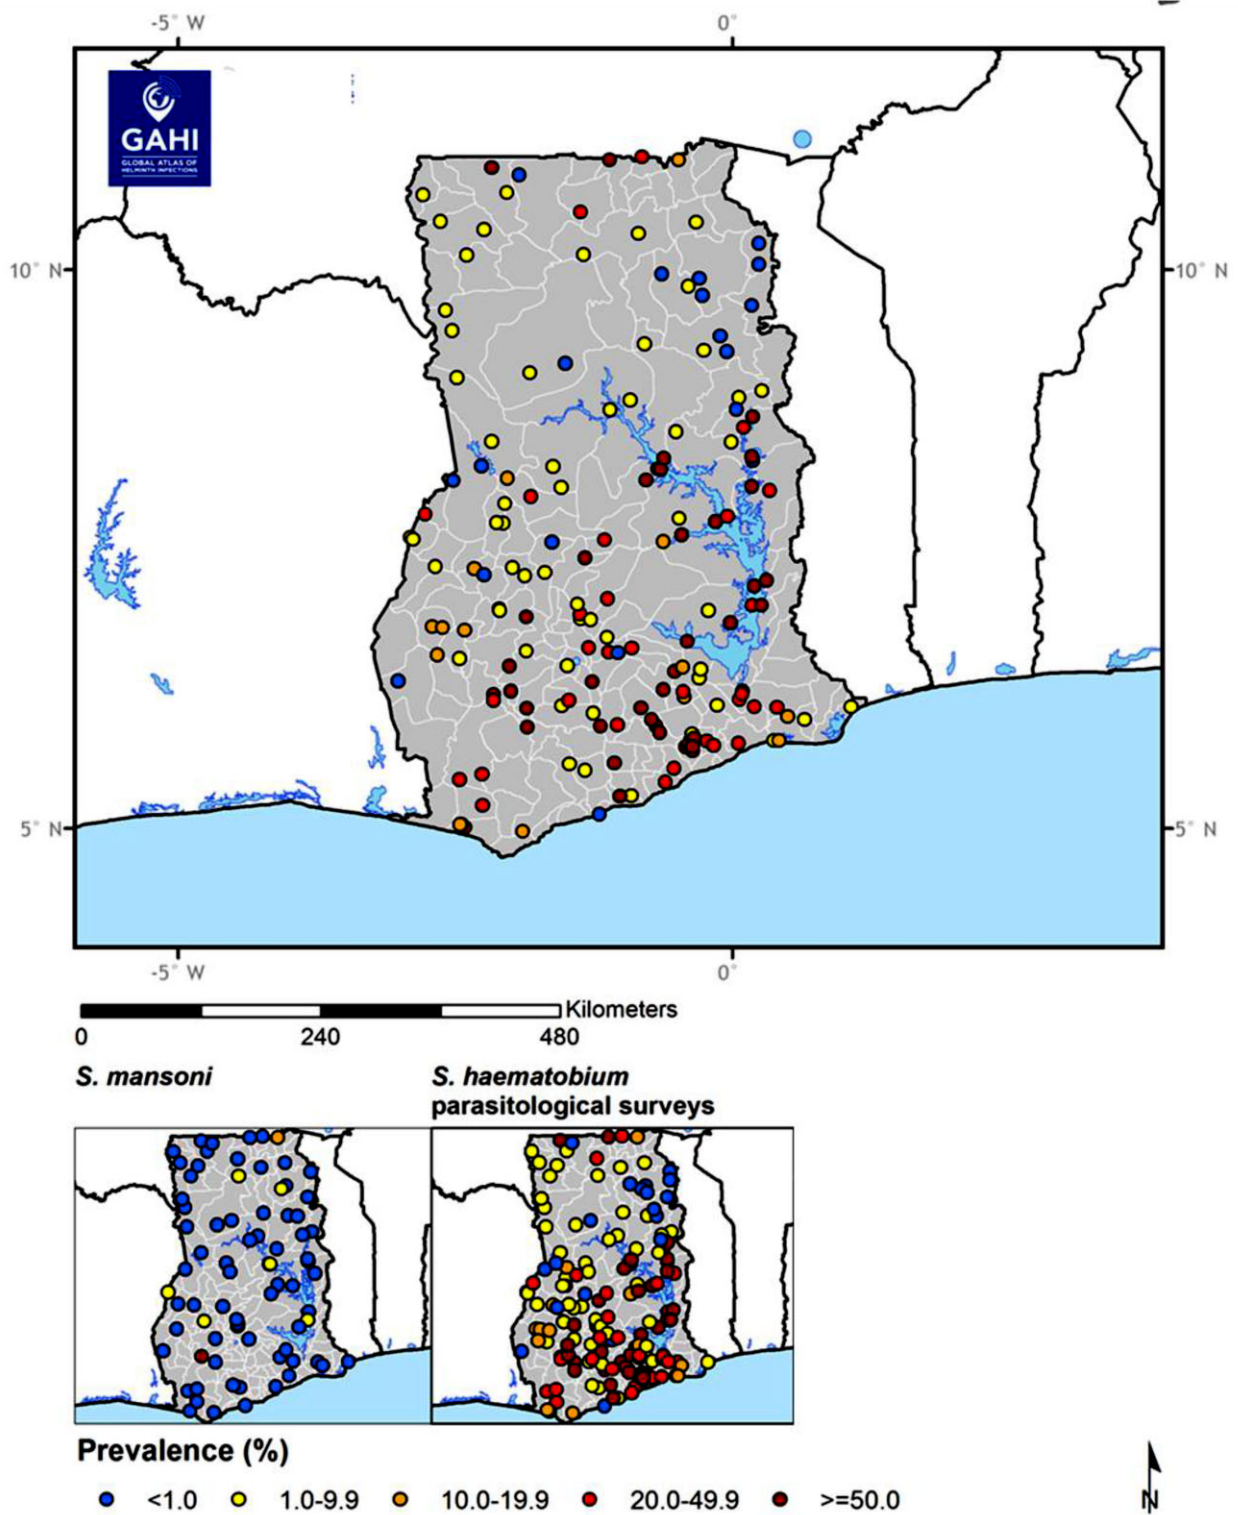 -5° W
0°
GAHI
GLOBAL ATLAS OF
HELMINTH INFECTIONS
10° N
10° N
5° N
5° N
-5° W
0°
Kilometers
0
240
480
S. mansoni
S. haematobium
parasitological surveys
Prevalence (%)
<1.0
1.0-9.9
10.0-19.9
20.0-49.9
>=50.0
N